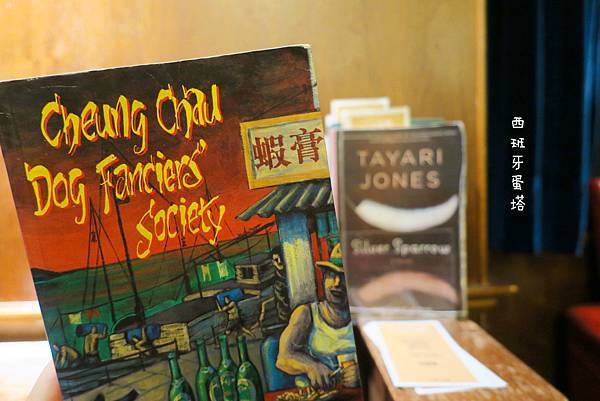 Cheung Chau
Dog Fanciers'
Society
蝦膏
TAYARI
JONES
Silver Sparrow
西班牙蛋塔